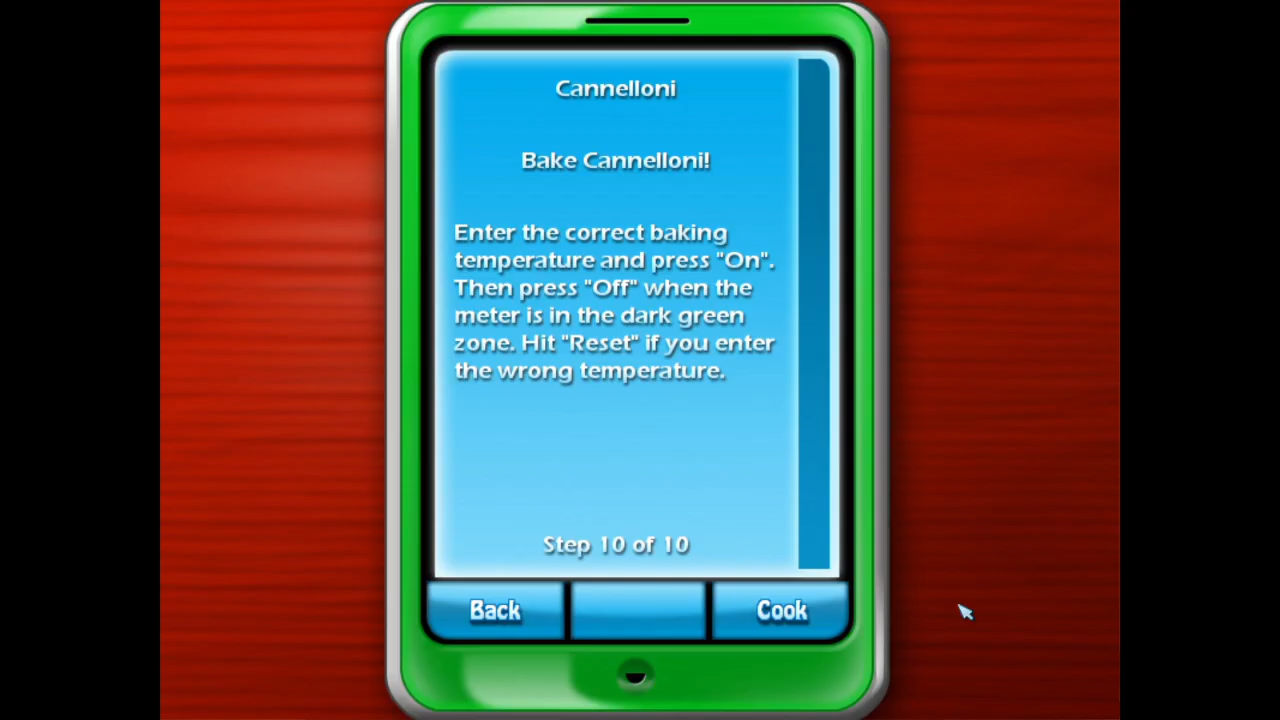 Cannelloni
Bake Cannelloni!
Enter the correct baking
temperature and press "On".
Then press "Off" when the
meter is in the dark green
zone. Hit "Reset" if you enter
the wrong temperature.
Step 10 of 10
Back
Cook